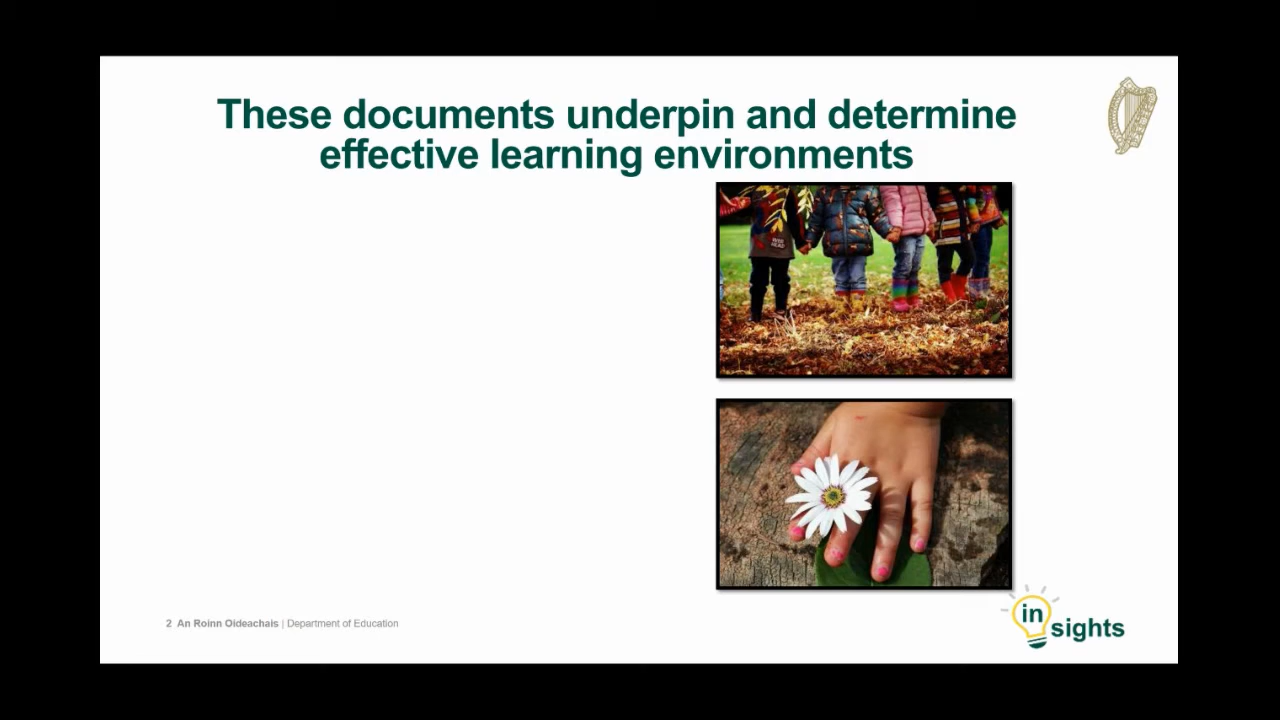 These documents underpin and determine
effective learning environments
2 An Roinn Oideachais | Department of Education
in
sights